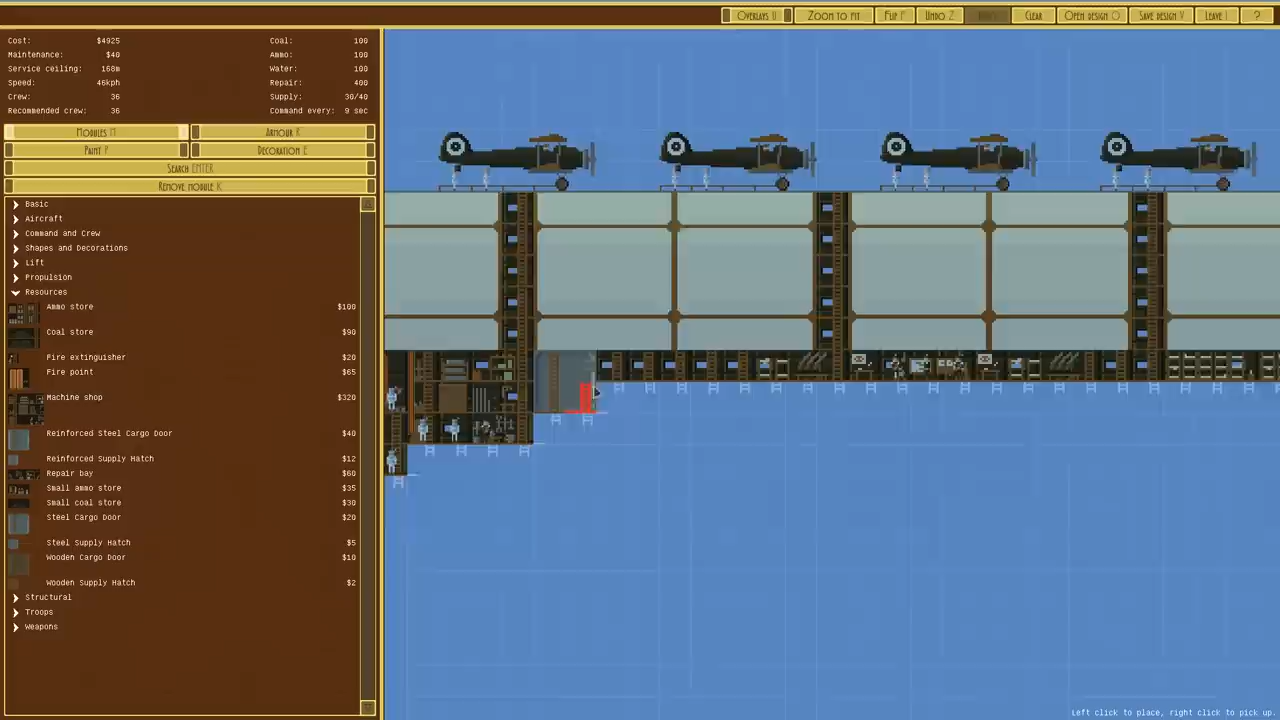 OVERLAYS U ZOOM TO FIT FLIP F UNDO Z CLEAR OPEN DESIGN O SAVE DESIGN V LEAVE ?
Cost: $4925 Coal: 100
Maintenance: $40 Ammo: 100
Service ceiling: 168m Water: 100
Speed: 46kph Repair: 400
Crew: 36 Supply: 30/40
Recommended crew: 36 Command every: 9 sec
MODULES M ARMOUR R
PAINT P DECORATION E
SEARCH ENTER
REMOVE MODULE K
Basic
Aircraft
Command and Crew
Shapes and Decorations
Lift
Propulsion
Resources
Ammo store $100
Coal store $90
Fire extinguisher $20
Fire point $65
Machine shop $320
Reinforced Steel Cargo Door $40
Reinforced Supply Hatch $12
Repair bay $60
Small ammo store $35
Small coal store $30
Steel Cargo Door $20
Steel Supply Hatch $5
Wooden Cargo Door $10
Wooden Supply Hatch $2
Structural
Troops
Weapons
Left click to place, right click to pick up.